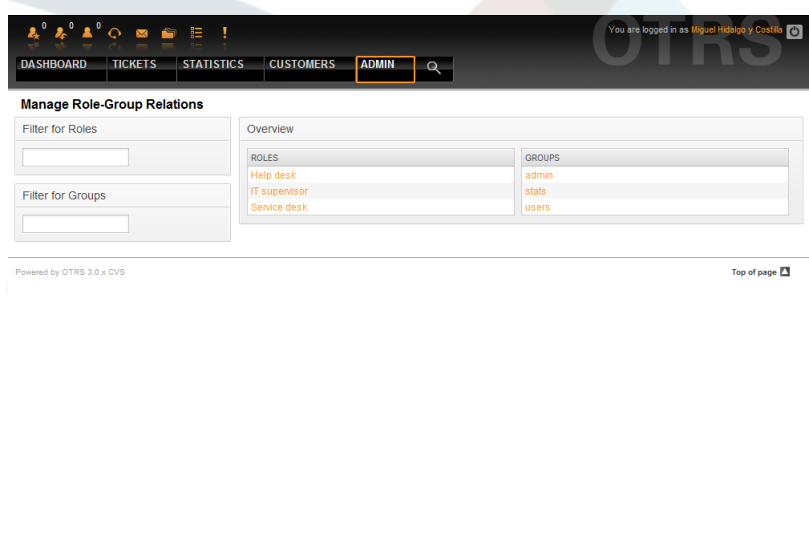 0 0 0
You are logged in as Miguel Hidalgo y Costilla
OTRS
DASHBOARD TICKETS STATISTICS CUSTOMERS ADMIN
Manage Role-Group Relations
Filter for Roles
Filter for Groups
Overview
ROLES GROUPS
Help desk admin
IT supervisor stats
Service desk users
Powered by OTRS 3.0.x CVS
Top of page